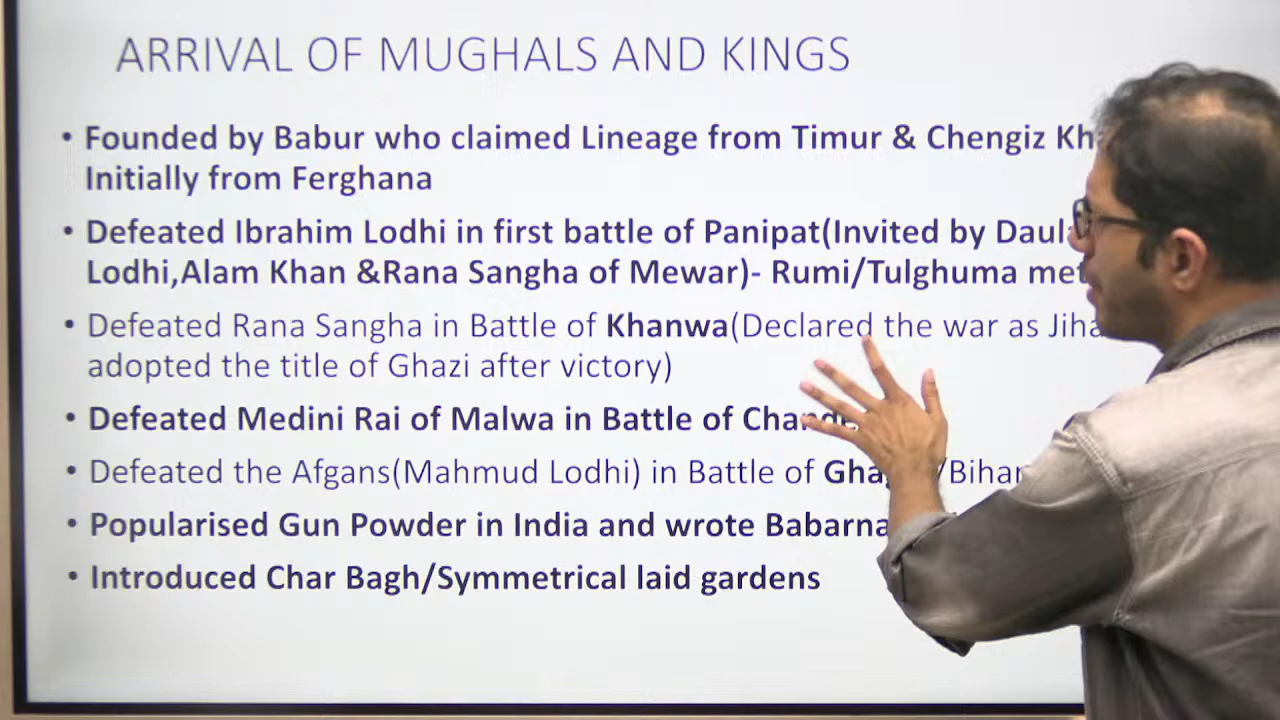 ARRIVAL OF MUGHALS AND KINGS
• Founded by Babur who claimed Lineage from Timur & Chengiz
Initially from Ferghana
• Defeated Ibrahim Lodhi in first battle of Panipat(Invited by
Lodhi,Alam Khan &Rana Sangha of Mewar)- Rumi/Tulghuma
• Defeated Rana Sangha in Battle of Khanwa(Declared the war as
adopted the title of Ghazi after victory)
• Defeated Medini Rai of Malwa in Battle of
• Defeated the Afgans(Mahmud Lodhi) in Battle of
• Popularised Gun Powder in India and wrote
• Introduced Char Bagh/Symmetrical laid gardens